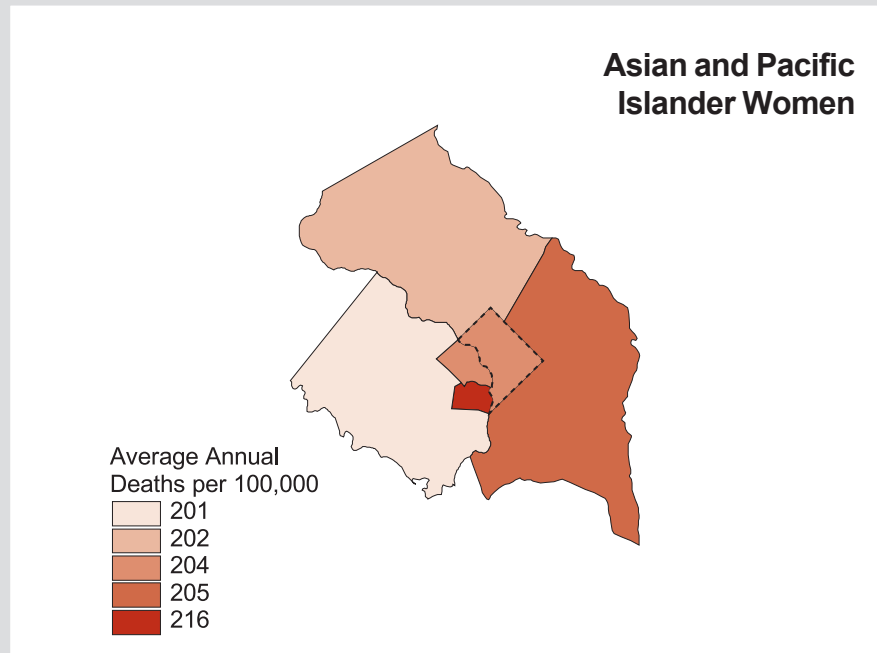 Asian and Pacific
Islander Women
Average Annual
Deaths per 100,000
201
202
204
205
216